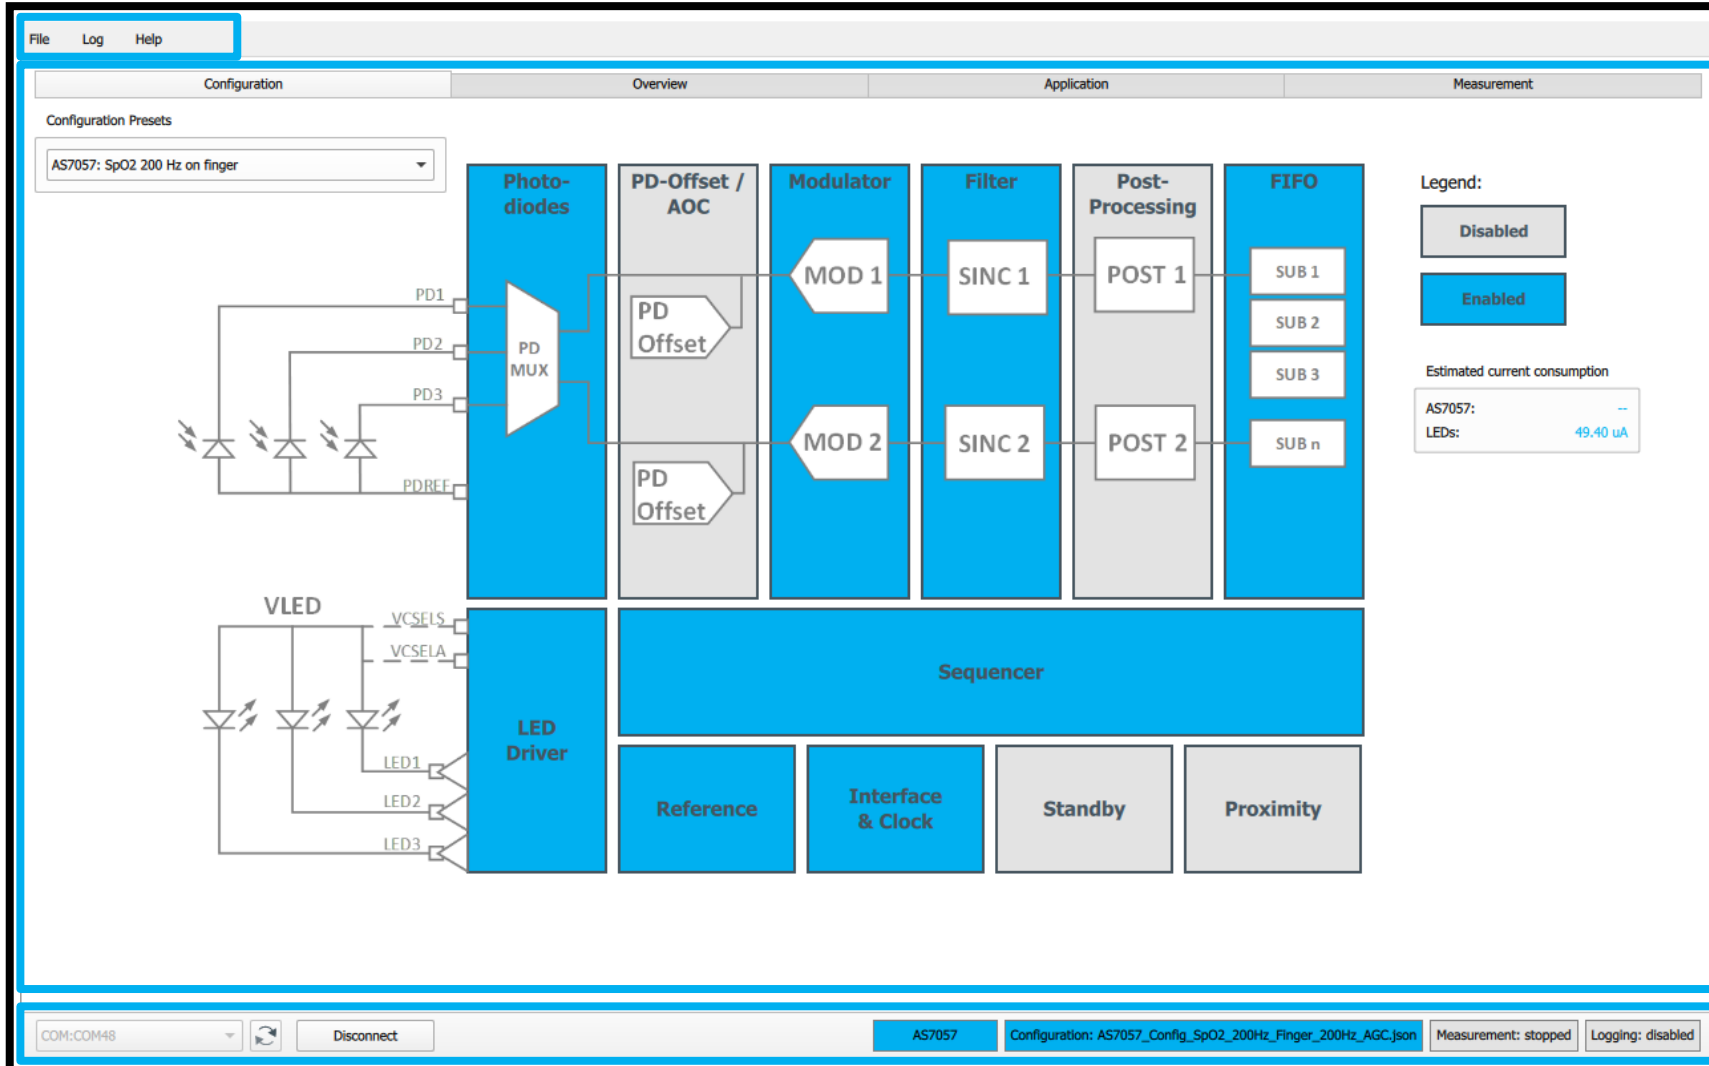 File Log Help
Configuration Overview Application Measurement
Configuration Presets
AS7057: SpO2 200 Hz on finger
Photo-
diodes
PD-Offset /
AOC
Modulator
Filter
Post-
Processing
FIFO
Legend:
Disabled
Enabled
MOD 1
SINC 1
POST 1
SUB 1
SUB 2
SUB 3
SUB n
PD1
PD2
PD3
PDREF
PD
MUX
PD
Offset
MOD 2
SINC 2
POST 2
PD
Offset
Estimated current consumption
AS7057: --
LEDs: 49.40 uA
VLED
VCSELS
VCSELA
LED1
LED2
LED3
LED
Driver
Sequencer
Reference
Interface
& Clock
Standby
Proximity
COM:COM48
Disconnect
AS7057
Configuration: AS7057_Config_SpO2_200Hz_Finger_200Hz_AGC.json
Measurement: stopped
Logging: disabled